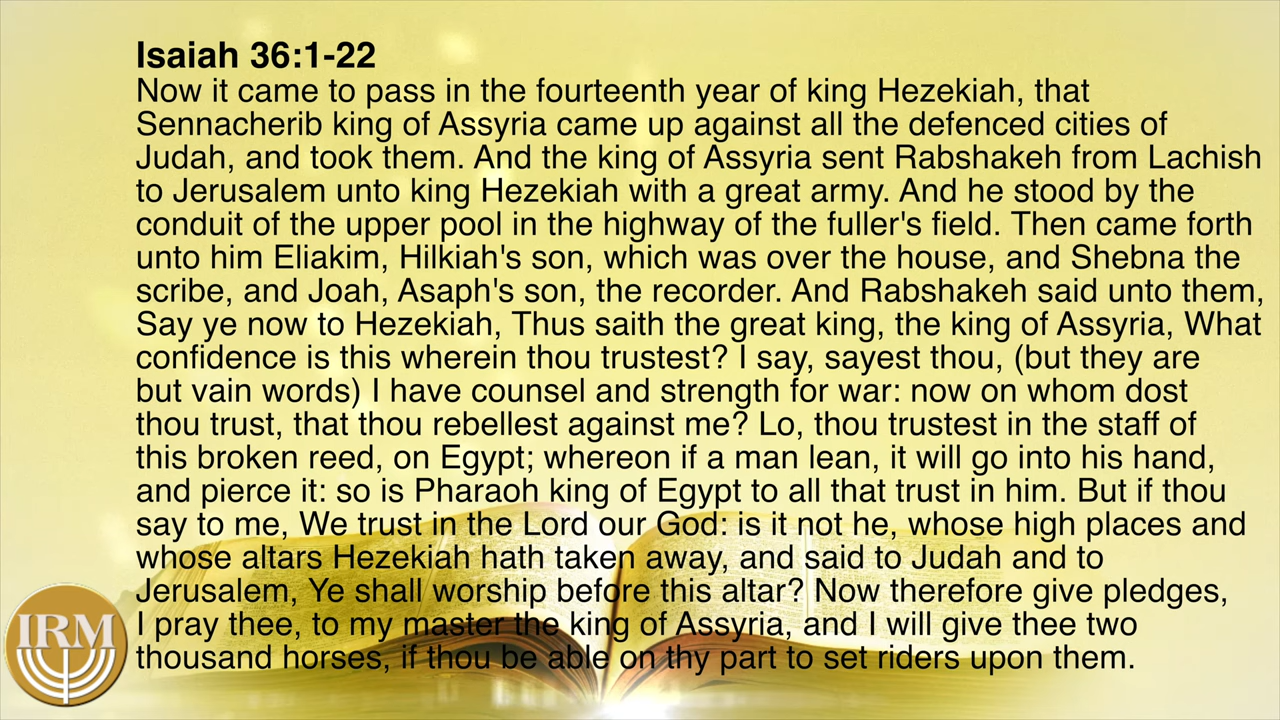 Isaiah 36:1-22
Now it came to pass in the fourteenth year of king Hezekiah, that
Sennacherib king of Assyria came up against all the defenced cities of
Judah, and took them. And the king of Assyria sent Rabshakeh from Lachish
to Jerusalem unto king Hezekiah with a great army. And he stood by the
conduit of the upper pool in the highway of the fuller's field. Then came forth
unto him Eliakim, Hilkiah's son, which was over the house, and Shebna the
scribe, and Joah, Asaph's son, the recorder. And Rabshakeh said unto them,
Say ye now to Hezekiah, Thus saith the great king, the king of Assyria, What
confidence is this wherein thou trustest? I say, sayest thou, (but they are
but vain words) I have counsel and strength for war: now on whom dost
thou trust, that thou rebellest against me? Lo, thou trustest in the staff of
this broken reed, on Egypt; whereon if a man lean, it will go into his hand,
and pierce it: so is Pharaoh king of Egypt to all that trust in him. But if thou
say to me, We trust in the Lord our God: is it not he, whose high places and
whose altars Hezekiah hath taken away, and said to Judah and to
Jerusalem, Ye shall worship before this altar? Now therefore give pledges,
I pray thee, to my master the king of Assyria, and I will give thee two
thousand horses, if thou be able on thy part to set riders upon them.
IRM